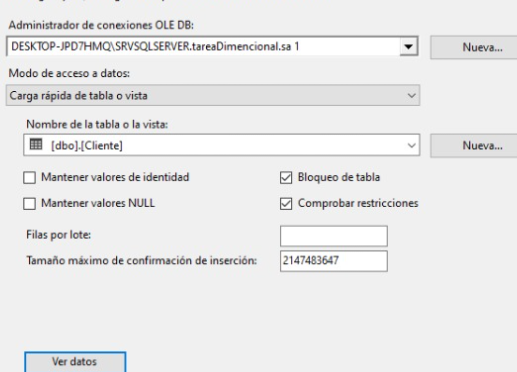 Administrador de conexiones OLE DB:
DESKTOP-JPD7HMQ\SRVSQLSERVER.tareaDimencional.sa 1
Nueva...
Modo de acceso a datos:
Carga rápida de tabla o vista
Nombre de la tabla o la vista:
[dbo].[Cliente]
Nueva...
Mantener valores de identidad
Bloqueo de tabla
Mantener valores NULL
Comprobar restricciones
Filas por lote:
Tamaño máximo de confirmación de inserción:
2147483647
Ver datos